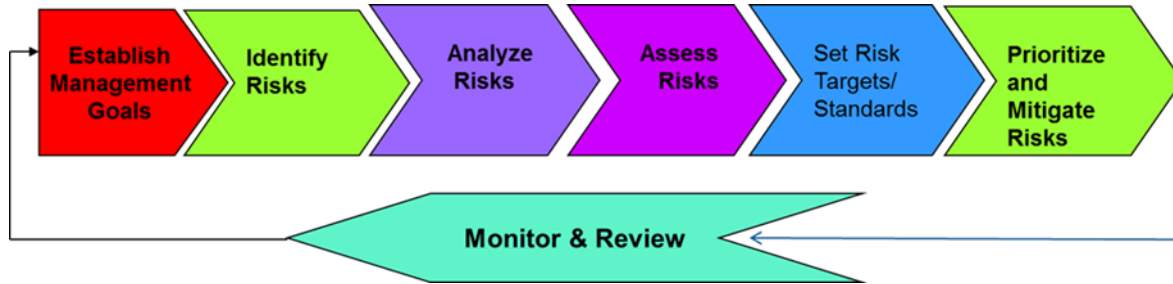 Establish
Management
Goals
Identify
Risks
Analyze
Risks
Assess
Risks
Set Risk
Targets/
Standards
Prioritize
and
Mitigate
Risks
Monitor & Review